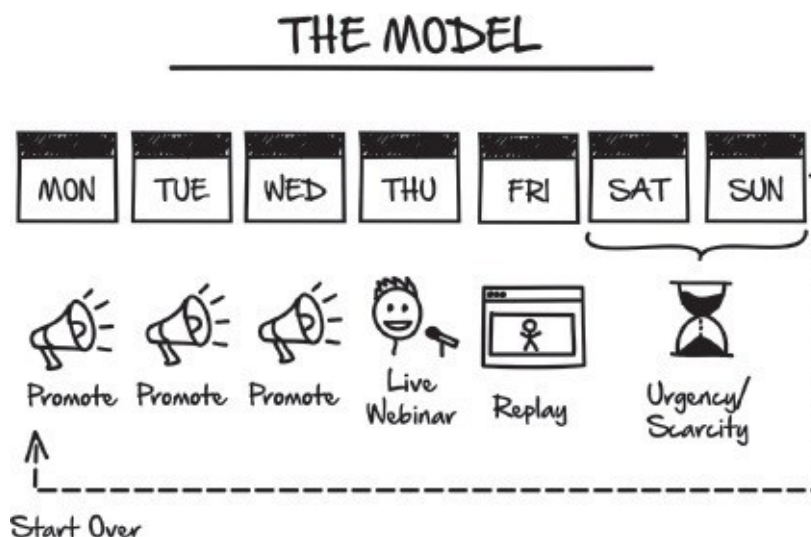 THE MODEL
MON TUE WED THU FRI SAT SUN
Promote Promote Promote Live Webinar Replay Urgency/ Scarcity
Start Over